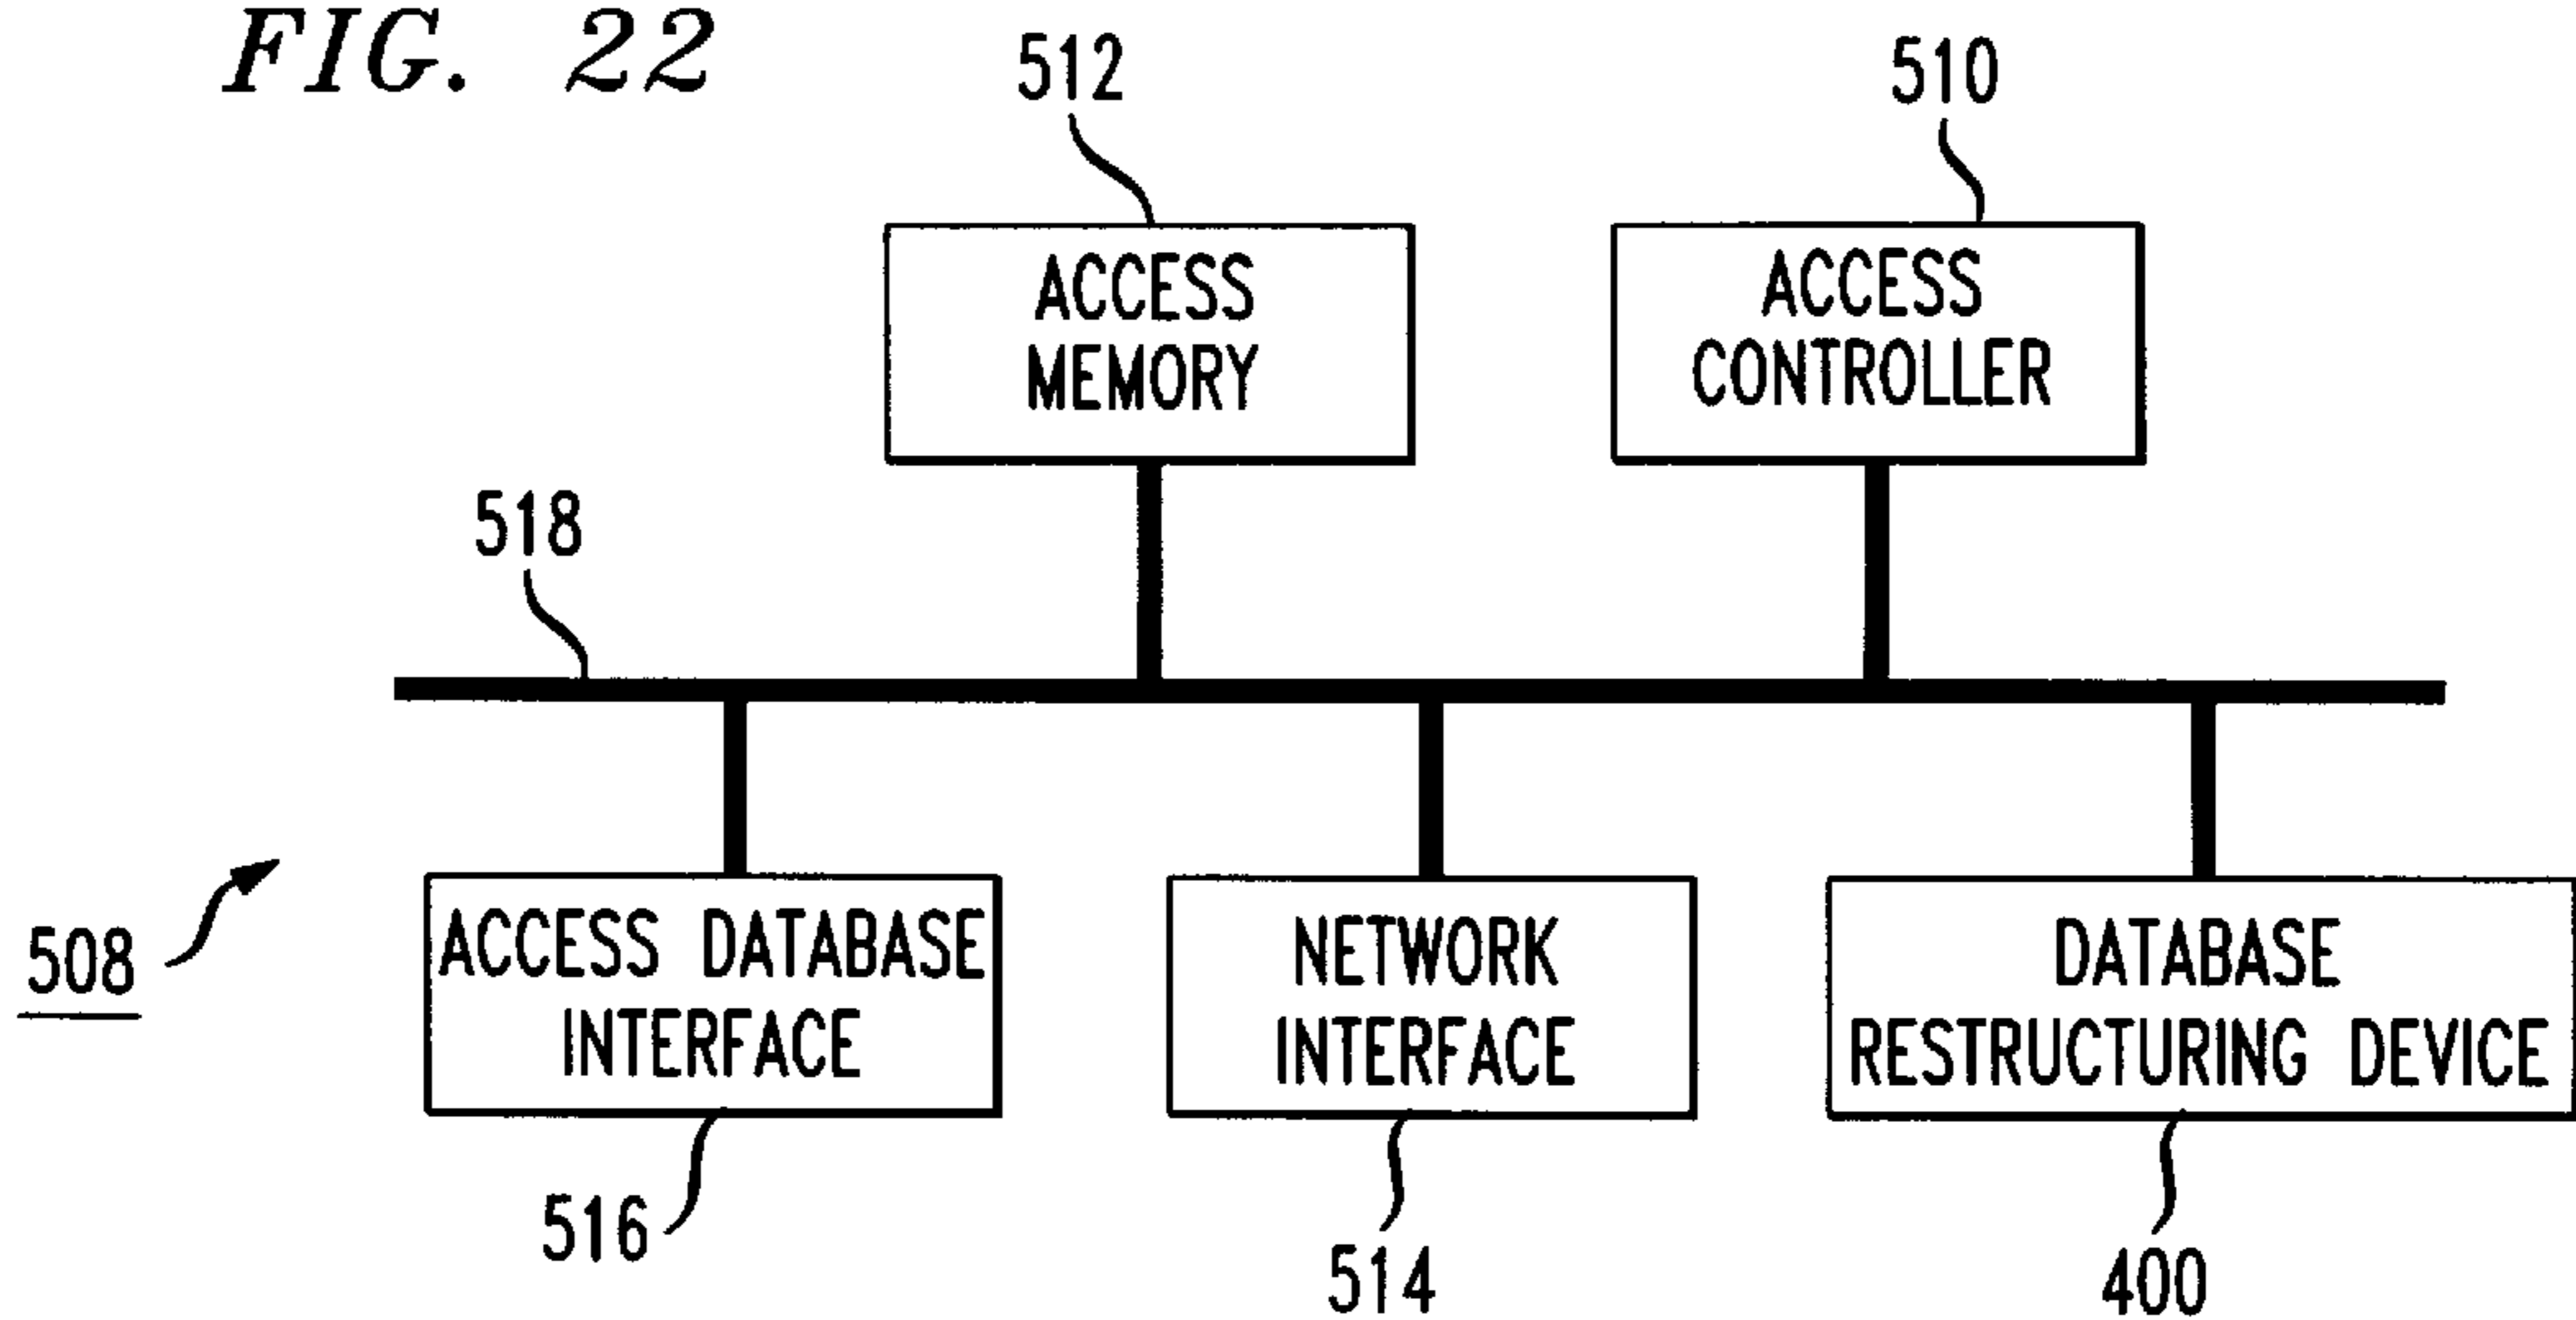 FIG. 22
512
510
ACCESS
MEMORY
ACCESS
CONTROLLER
518
508
ACCESS DATABASE
INTERFACE
NETWORK
INTERFACE
DATABASE
RESTRUCTURING DEVICE
516
514
400